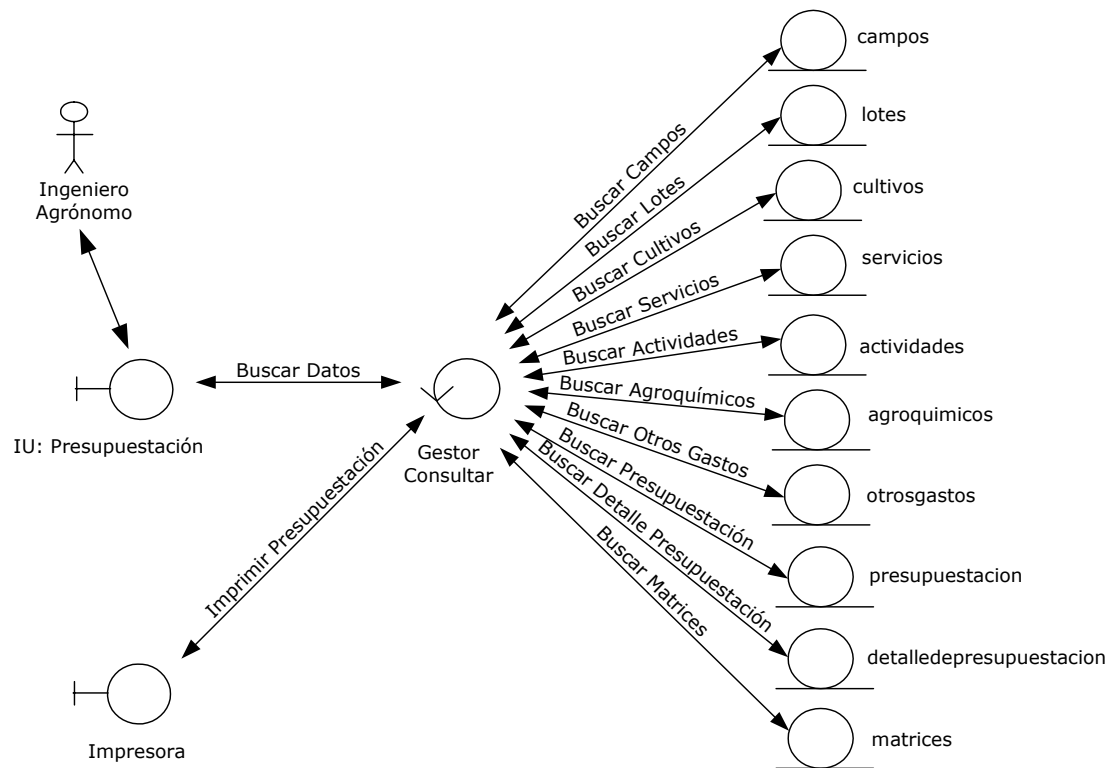 campos
lotes
cultivos
servicios
actividades
agroquimicos
otrosgastos
presupuestacion
detalledepresupuestacion
matrices
Buscar Campos
Buscar Lotes
Buscar Cultivos
Buscar Servicios
Buscar Actividades
Buscar Agroquímicos
Buscar Otros Gastos
Buscar Presupuestación
Buscar Detalle Presupuestación
Buscar Matrices
Ingeniero
Agrónomo
Buscar Datos
IU: Presupuestación
Gestor
Consultar
Imprimir Presupuestación
Impresora